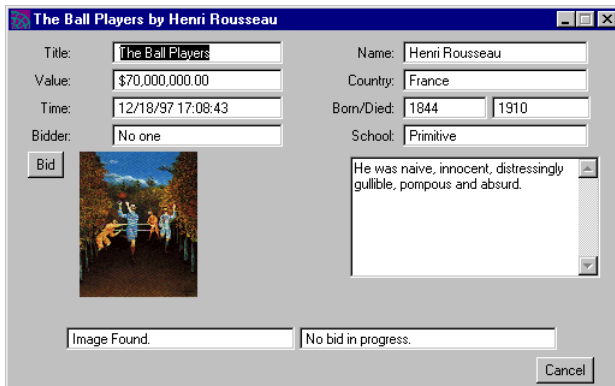 The Ball Players by Henri Rousseau
Title: The Ball Players Name: Henri Rousseau
Value: $70,000,000.00 Country: France
Time: 12/18/97 17:08:43 Born/Died: 1844 1910
Bidder: No one School: Primitive
Bid
He was naive, innocent, distressingly
gullible, pompous and absurd.
Image Found. No bid in progress.
Cancel